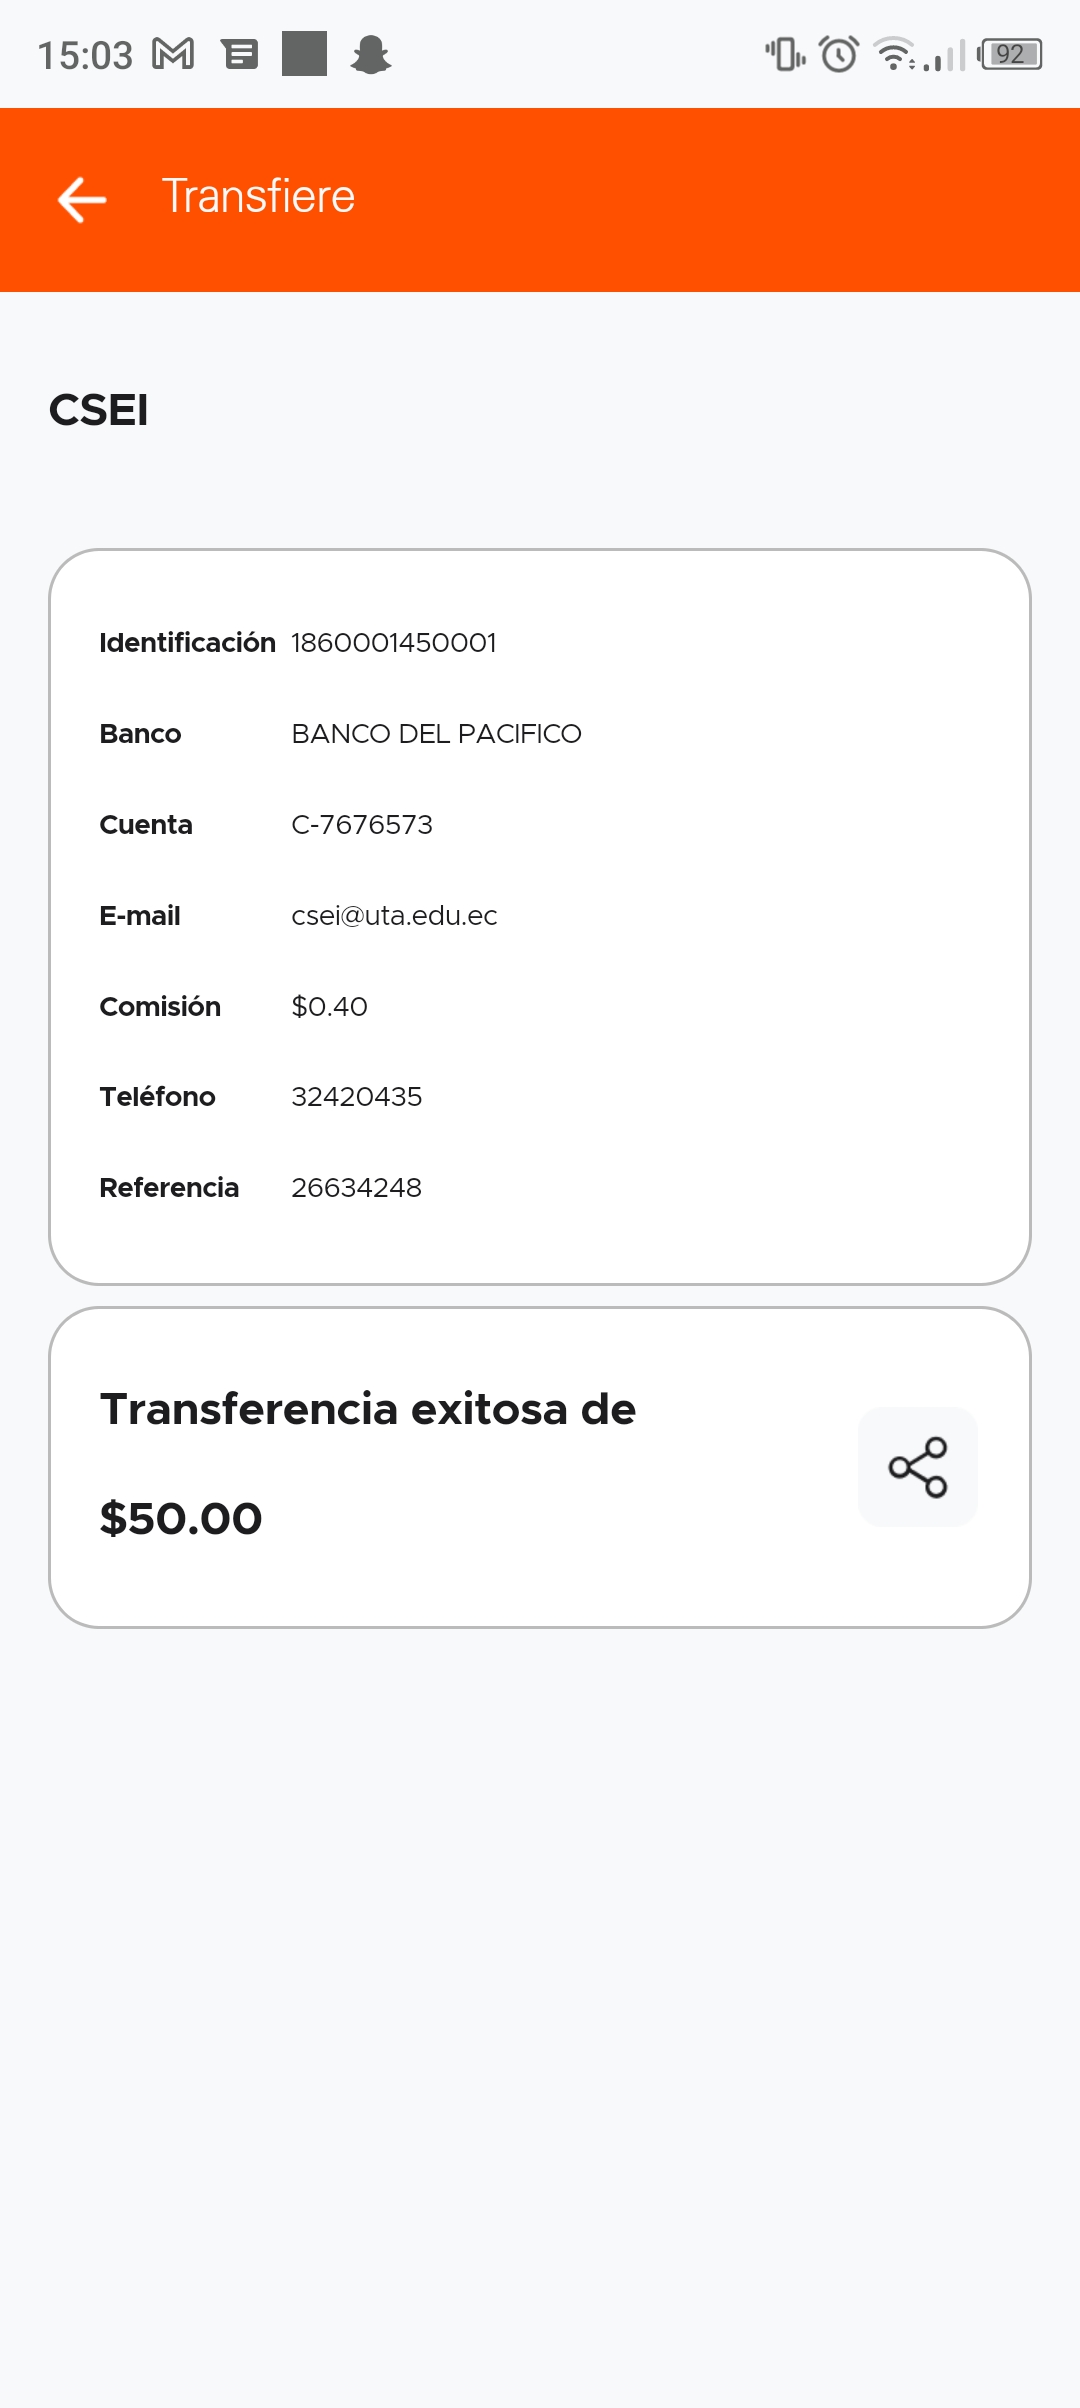 15:03
92
Transfiere
CSEI
Identificación 1860001450001
Banco BANCO DEL PACIFICO
Cuenta C-7676573
E-mail csei@uta.edu.ec
Comisión $0.40
Teléfono 32420435
Referencia 26634248
Transferencia exitosa de
$50.00